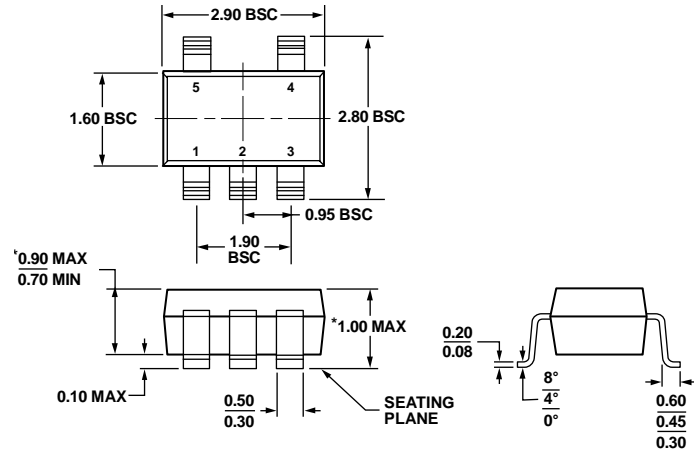 2.90 BSC
5 4
1.60 BSC
2.80 BSC
1 2 3
0.95 BSC
1.90
BSC
*0.90 MAX
0.70 MIN
*1.00 MAX
0.10 MAX
0.50
0.30
SEATING
PLANE
0.20
0.08
8°
4°
0°
0.60
0.45
0.30